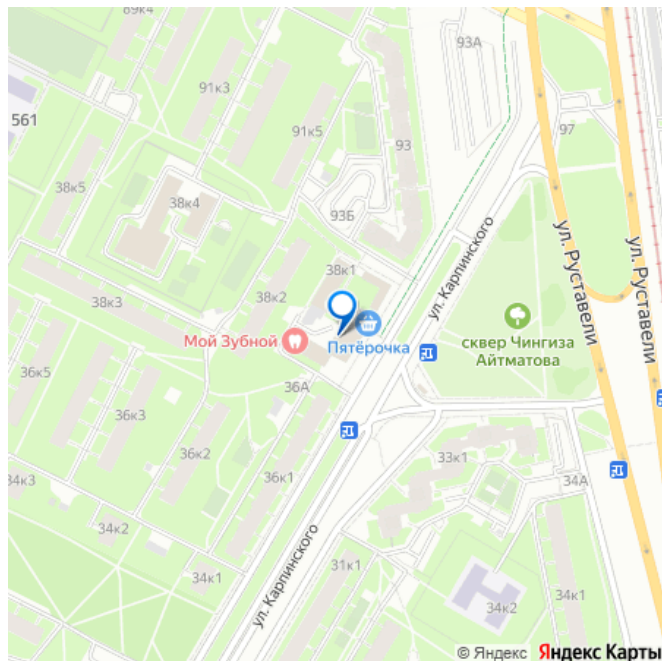 89к4
93А
91к3
561
91к5
93
97
38к5
38к4
93Б
ул. Карпинского
ул. Руставели
ул. Руставели
38к1
38к3
38к2
Мой Зубной
Пятёрочка
сквер Чингиза
Айтматова
36к5
36А
36к3
36к2
36к1
33к1
34к3
34А
34к2
ул. Карпинского
31к1
34к1
34к2
34к1
© Яндекс Яндекс Карты